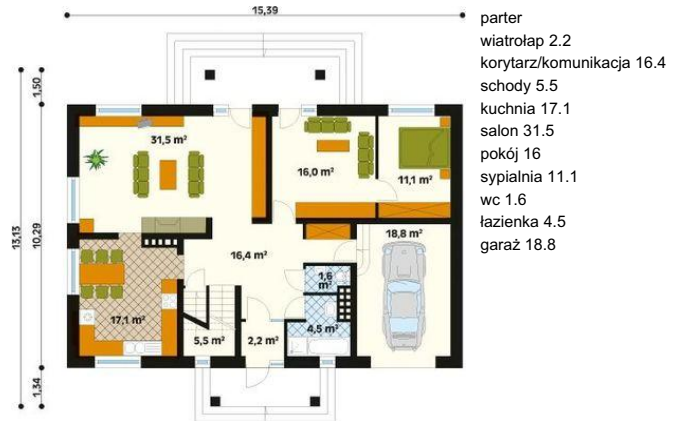 15,39
parter
wiatrołap 2.2
korytarz/komunikacja 16.4
schody 5.5
kuchnia 17.1
salon 31.5
pokój 16
sypialnia 11.1
wc 1.6
łazienka 4.5
garaż 18.8
1,50
13,13
10,29
1,34
31,5 m²
16,0 m²
11,1 m²
18,8 m²
16,4 m²
1,6
m²
17,1 m²
5,5 m²
2,2 m²
4,5 m²